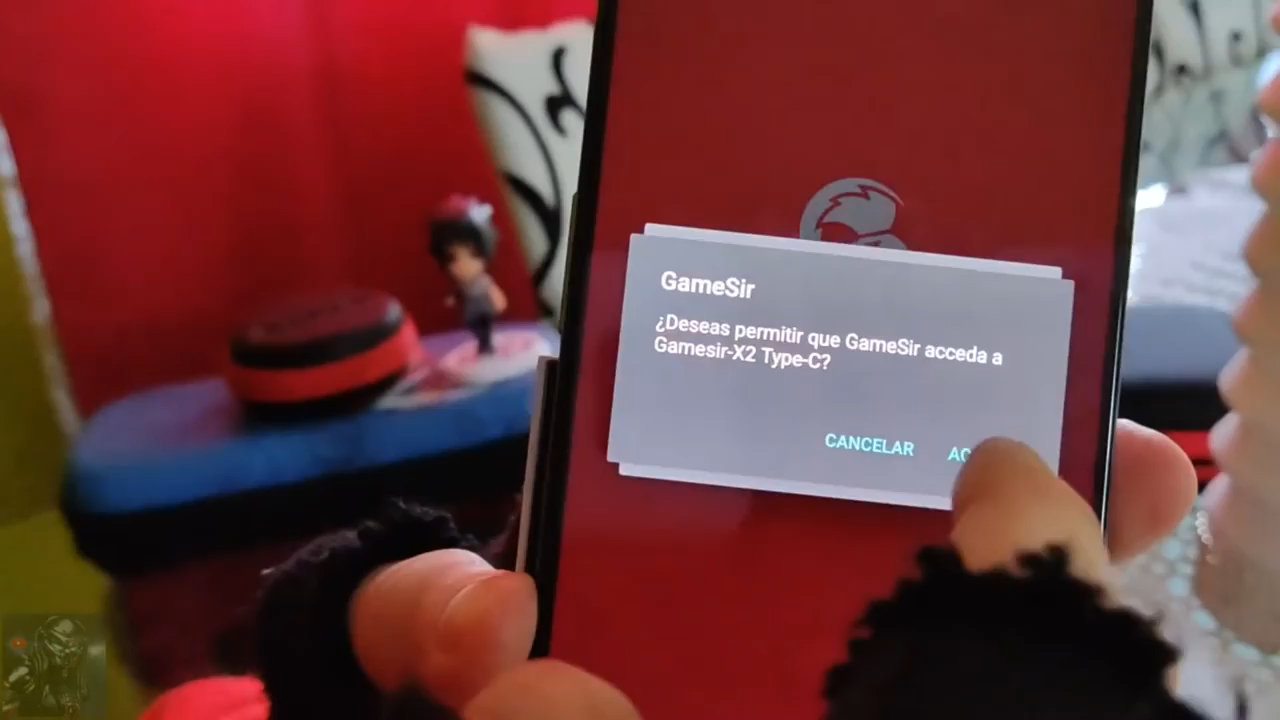 GameSir
¿Deseas permitir que GameSir acceda a
Gamesir-X2 Type-C?
CANCELAR